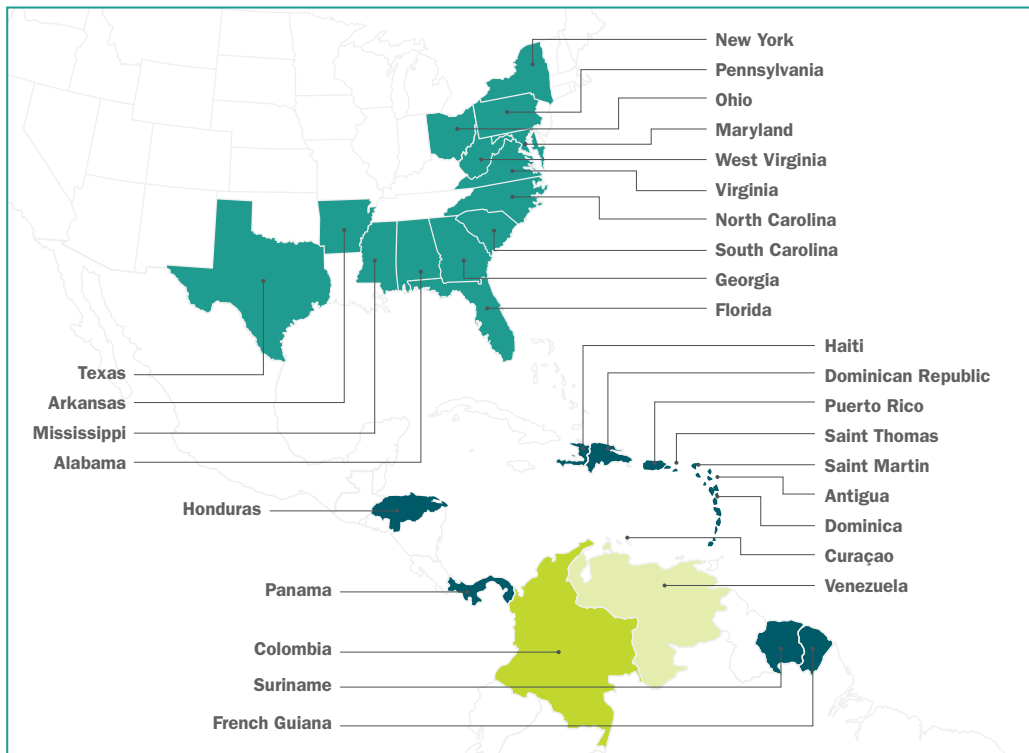 New York
Pennsylvania
Ohio
Maryland
West Virginia
Virginia
North Carolina
South Carolina
Georgia
Florida
Texas
Arkansas
Mississippi
Alabama
Haiti
Dominican Republic
Puerto Rico
Saint Thomas
Saint Martin
Antigua
Dominica
Curaçao
Venezuela
Honduras
Panama
Colombia
Suriname
French Guiana